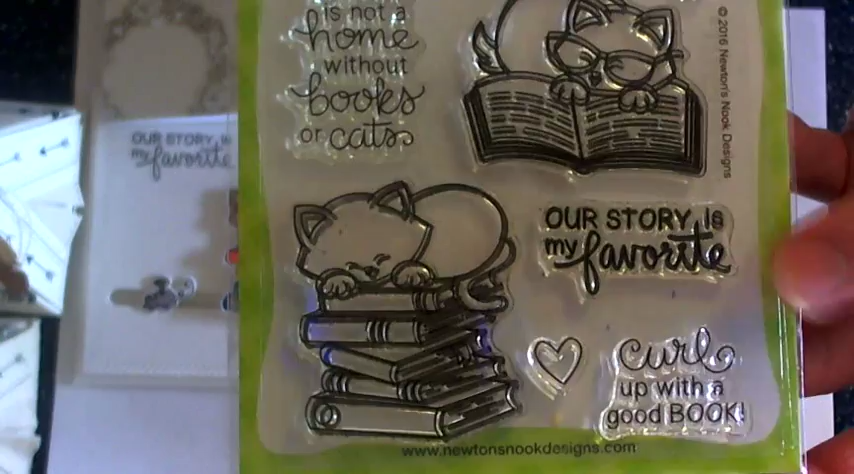 is not a
home
without
books
or cats
© 2016 Newton's Nook Designs
OUR STORY is
my favorite
OUR STORY is
my favorite
curl
up with a
good BOOK!
www.newtonsnookdesigns.com